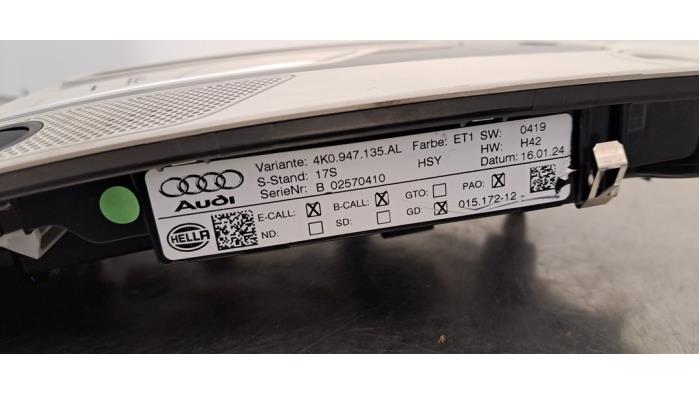 Variante: 4K0.947.135.AL Farbe: ET1 SW: 0419
S-Stand: 17S HSY HW: H42
SerieNr: B 02570410 Datum: 16.01.24
Audi
E-CALL: B-CALL: GTO: PAO:
HELLA ND: SD: GD: 015.172-12